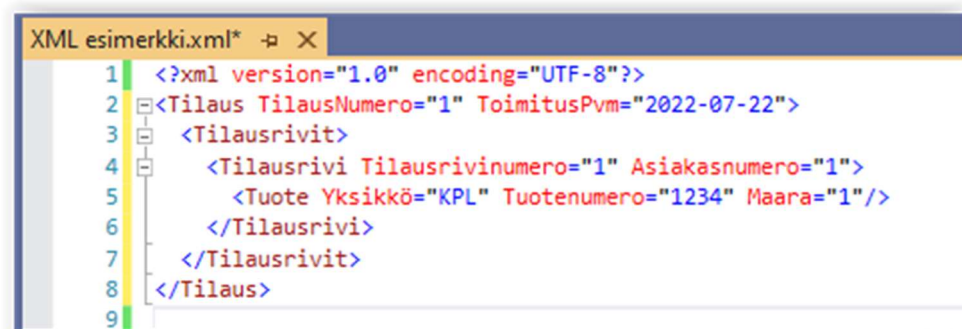 XML esimerkki.xml*
1 <?xml version="1.0" encoding="UTF-8"?>
2 <Tilaus TilausNumero="1" ToimitusPvm="2022-07-22">
3 <Tilausrivit>
4 <Tilausrivi Tilausrivinumero="1" Asiakasnumero="1">
5 <Tuote Yksikkö="KPL" Tuotenumero="1234" Maara="1"/>
6 </Tilausrivi>
7 </Tilausrivit>
8 </Tilaus>
9